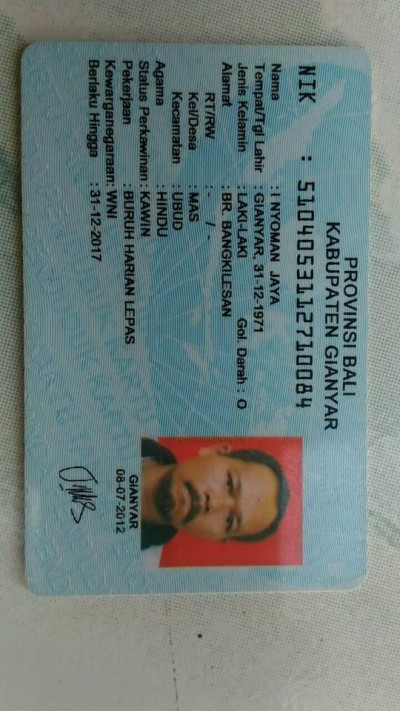 PROVINSI BALI
KABUPATEN GIANYAR
NIK : 5104053112710084
Nama : I NYOMAN JAYA
Tempat/Tgl Lahir : GIANYAR, 31-12-1971
Jenis Kelamin : LAKI-LAKI Gol. Darah : O
Alamat : BR. BANGKILESAN
RT/RW : - / -
Kel/Desa : MAS
Kecamatan : UBUD
Agama : HINDU
Status Perkawinan : KAWIN
Pekerjaan : BURUH HARIAN LEPAS
Kewarganegaraan: WNI
Berlaku Hingga : 31-12-2017
GIANYAR
08-07-2012